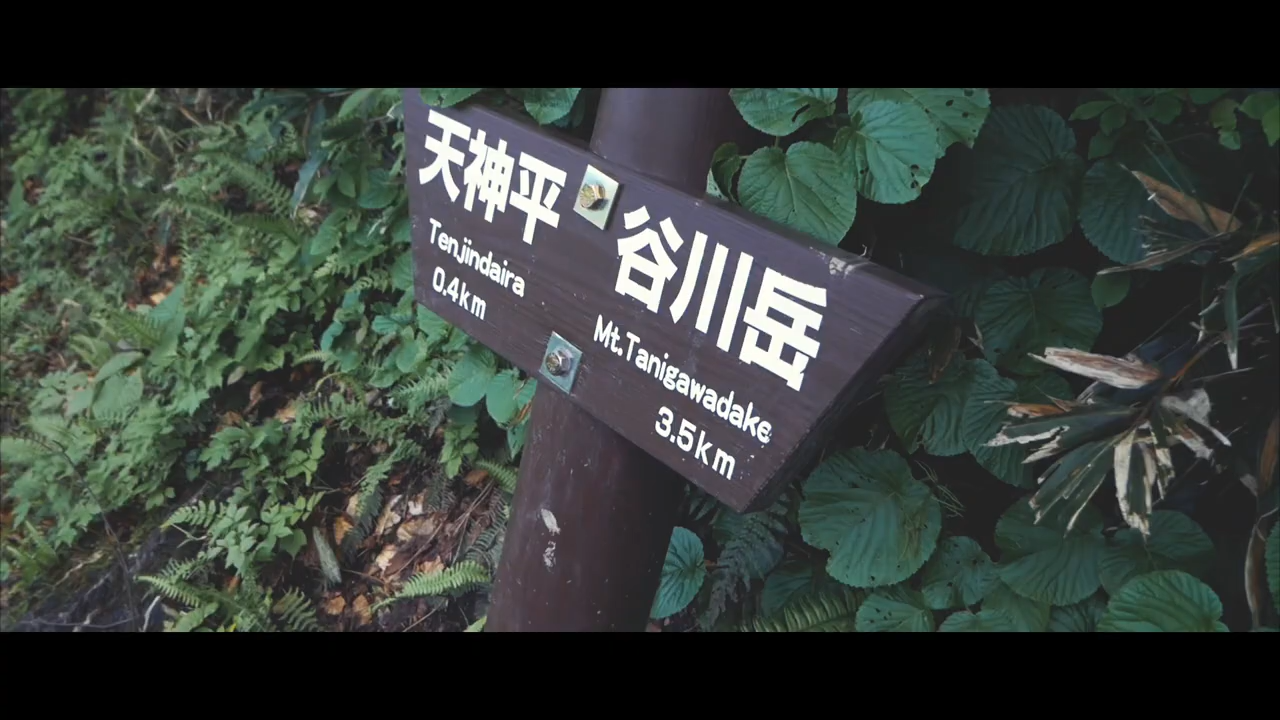 天神平
Tenjindaira
0.4km
谷川岳
Mt.Tanigawadake
3.5km